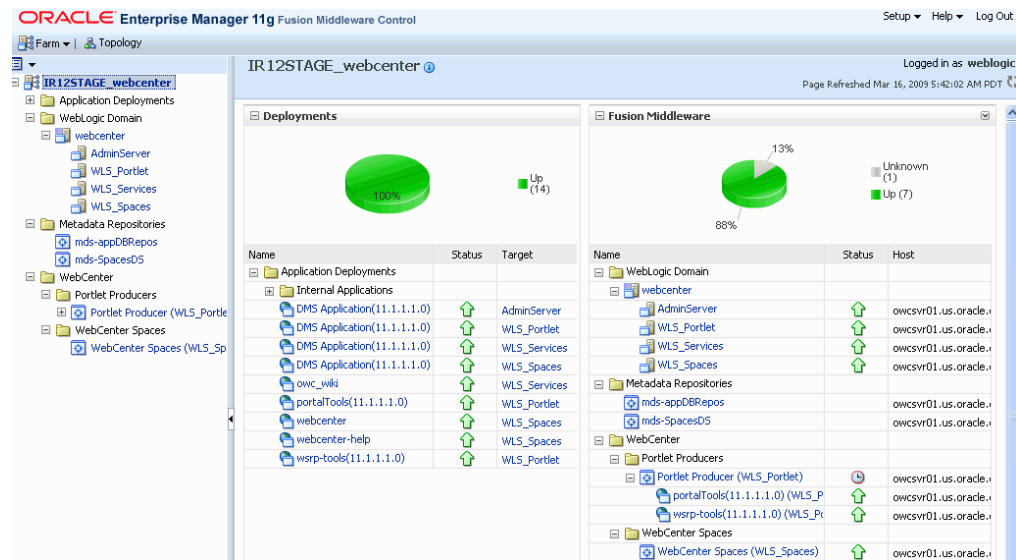 ORACLE Enterprise Manager 11g Fusion Middleware Control
Setup Help Log Out
Farm Topology
IR12STAGE_webcenter
Application Deployments
WebLogic Domain
webcenter
AdminServer
WLS_Portlet
WLS_Services
WLS_Spaces
Metadata Repositories
mds-appDBRepos
mds-SpacesDS
WebCenter
Portlet Producers
Portlet Producer (WLS_Portle
WebCenter Spaces
WebCenter Spaces (WLS_Sp
IR12STAGE_webcenter
Logged in as weblogic
Page Refreshed Mar 16, 2009 5:42:02 AM PDT
Deployments
100%
Up
(14)
Name Status Target
Application Deployments
Internal Applications
DMS Application(11.1.1.1.0) AdminServer
DMS Application(11.1.1.1.0) WLS_Portlet
DMS Application(11.1.1.1.0) WLS_Services
DMS Application(11.1.1.1.0) WLS_Spaces
owc_wiki WLS_Services
portalTools(11.1.1.1.0) WLS_Portlet
webcenter WLS_Spaces
webcenter-help WLS_Spaces
wsrp-tools(11.1.1.1.0) WLS_Portlet
Fusion Middleware
13%
88%
Unknown
(1)
Up (7)
Name Status Host
WebLogic Domain
webcenter
AdminServer owcsvr01.us.oracle.
WLS_Portlet owcsvr01.us.oracle.
WLS_Services owcsvr01.us.oracle.
WLS_Spaces owcsvr01.us.oracle.
Metadata Repositories
mds-appDBRepos owcsvr01.us.oracle.
mds-SpacesDS owcsvr01.us.oracle.
WebCenter
Portlet Producers
Portlet Producer (WLS_Portlet) owcsvr01.us.oracle.
portalTools(11.1.1.1.0) (WLS_P owcsvr01.us.oracle.
wsrp-tools(11.1.1.1.0) (WLS_Po owcsvr01.us.oracle.
WebCenter Spaces
WebCenter Spaces (WLS_Spaces) owcsvr01.us.oracle.